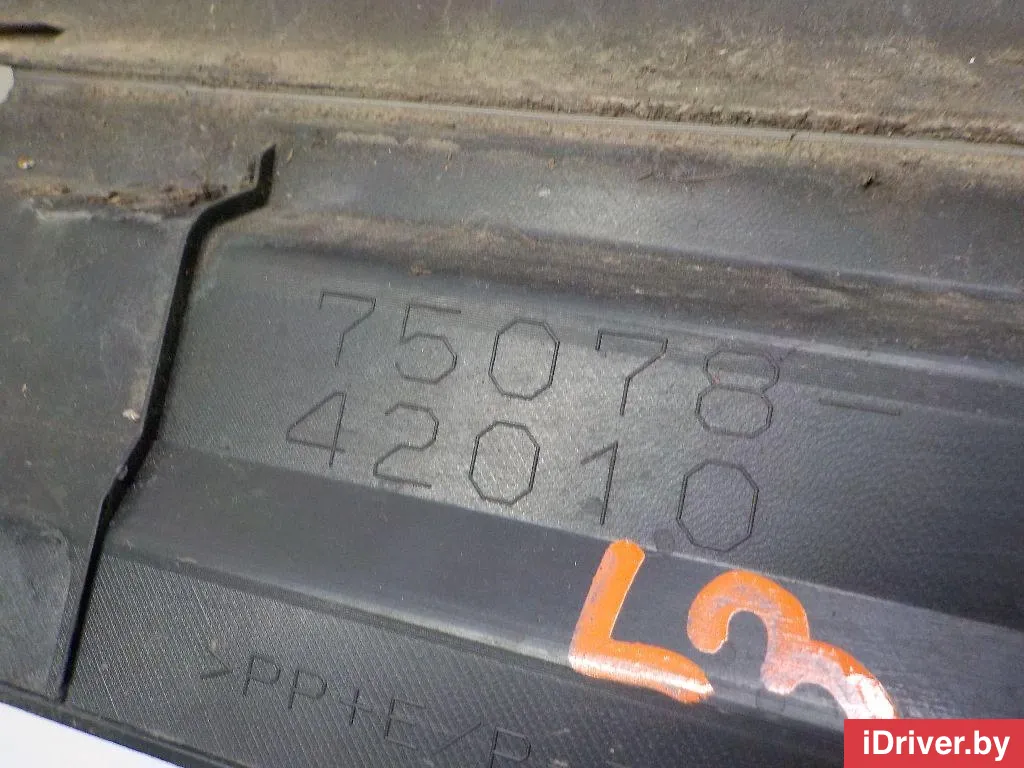 75078-
42010
L3
>PP+E/P
iDriver.by